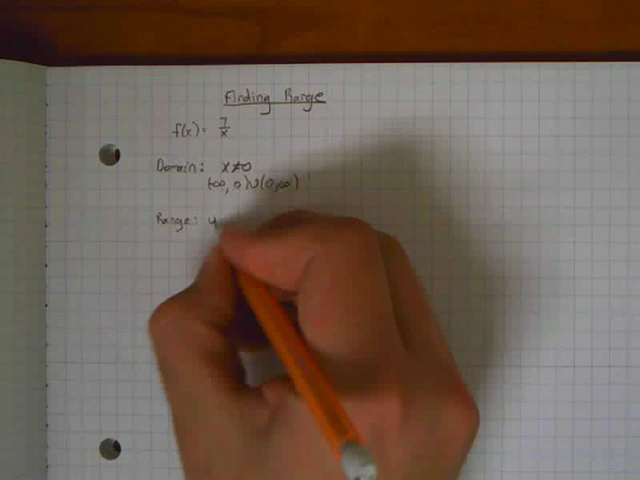 Finding Range
f(x) = 7/x
Domain: x≠0
(-∞, 0)∪(0,∞)
Range: y